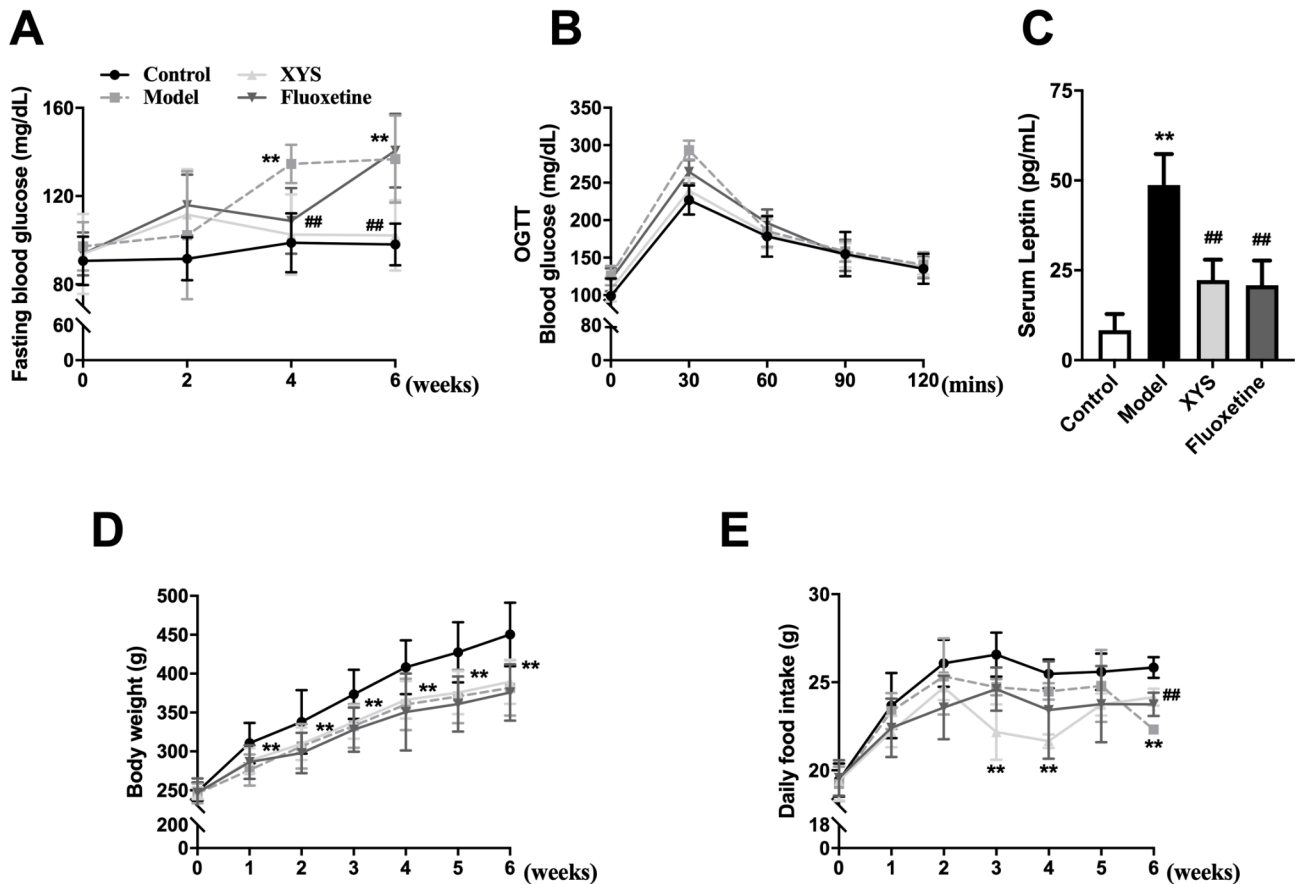 A
Control
XYS
Model
Fluoxetine
Fasting blood glucose (mg/dL)
160
120
80
60
0
**
**
##
##
0 2 4 6 (weeks)
B
OGTT
Blood glucose (mg/dL)
350
300
250
200
150
100
80
0
0 30 60 90 120 (mins)
C
Serum Leptin (pg/mL)
75
50
25
0
**
##
##
Control
Model
XYS
Fluoxetine
D
Body weight (g)
500
450
400
350
300
250
200
0
** ** ** ** ** **
0 1 2 3 4 5 6 (weeks)
E
Daily food intake (g)
30
25
20
18
0
##
** ** **
0 1 2 3 4 5 6 (weeks)